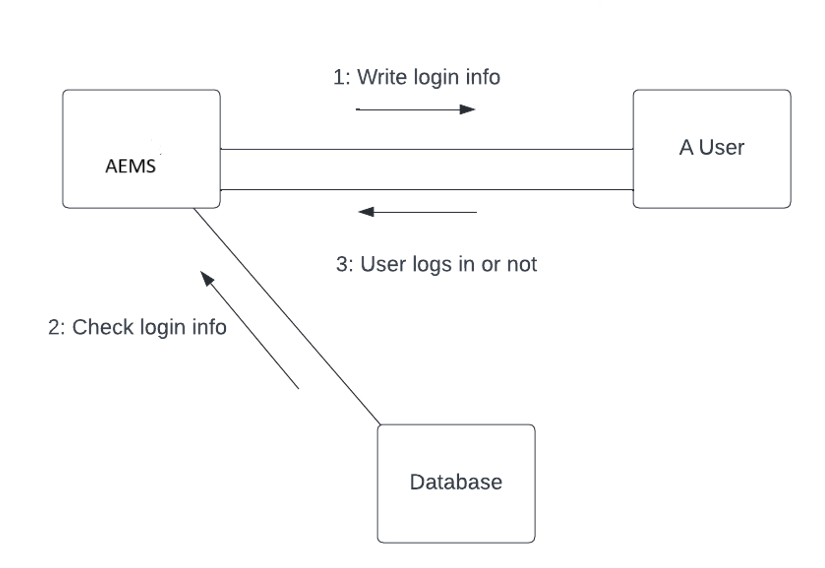 1: Write login info
A User
AEMS
3: User logs in or not
2: Check login info
Database